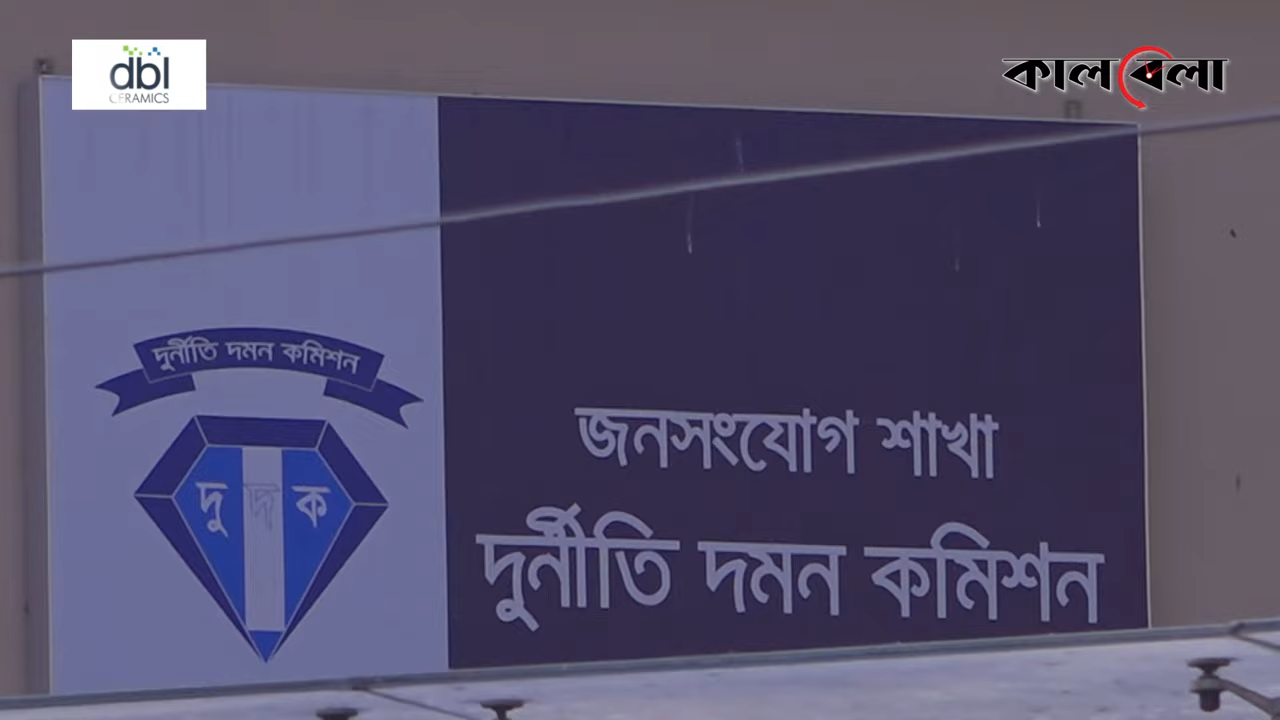 dbl
CERAMICS
কালবেলা
দুর্নীতি দমন কমিশন
দু দ ক
জনসংযোগ শাখা
দুর্নীতি দমন কমিশন